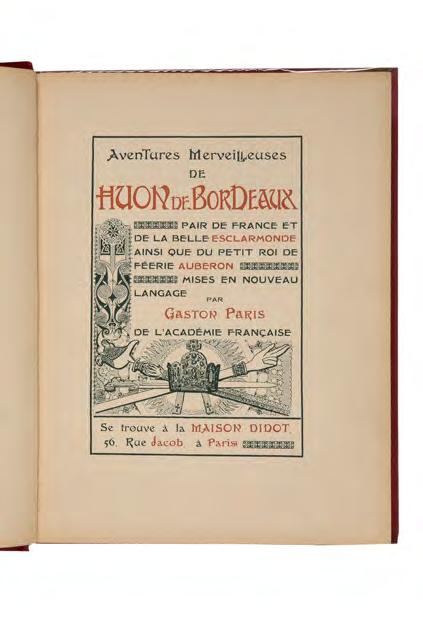 Aventures Merveilleuses
DE
HUON DE BORDEAUX
PAIR DE FRANCE ET
DE LA BELLE ESCLARMONDE
AINSI QUE DU PETIT ROI DE
FÉERIE AUBERON
MISES EN NOUVEAU
LANGAGE
PAR
GASTON PARIS
DE L'ACADÉMIE FRANÇAISE
Se trouve à la MAISON DIDOT,
56, Rue Jacob, à Paris